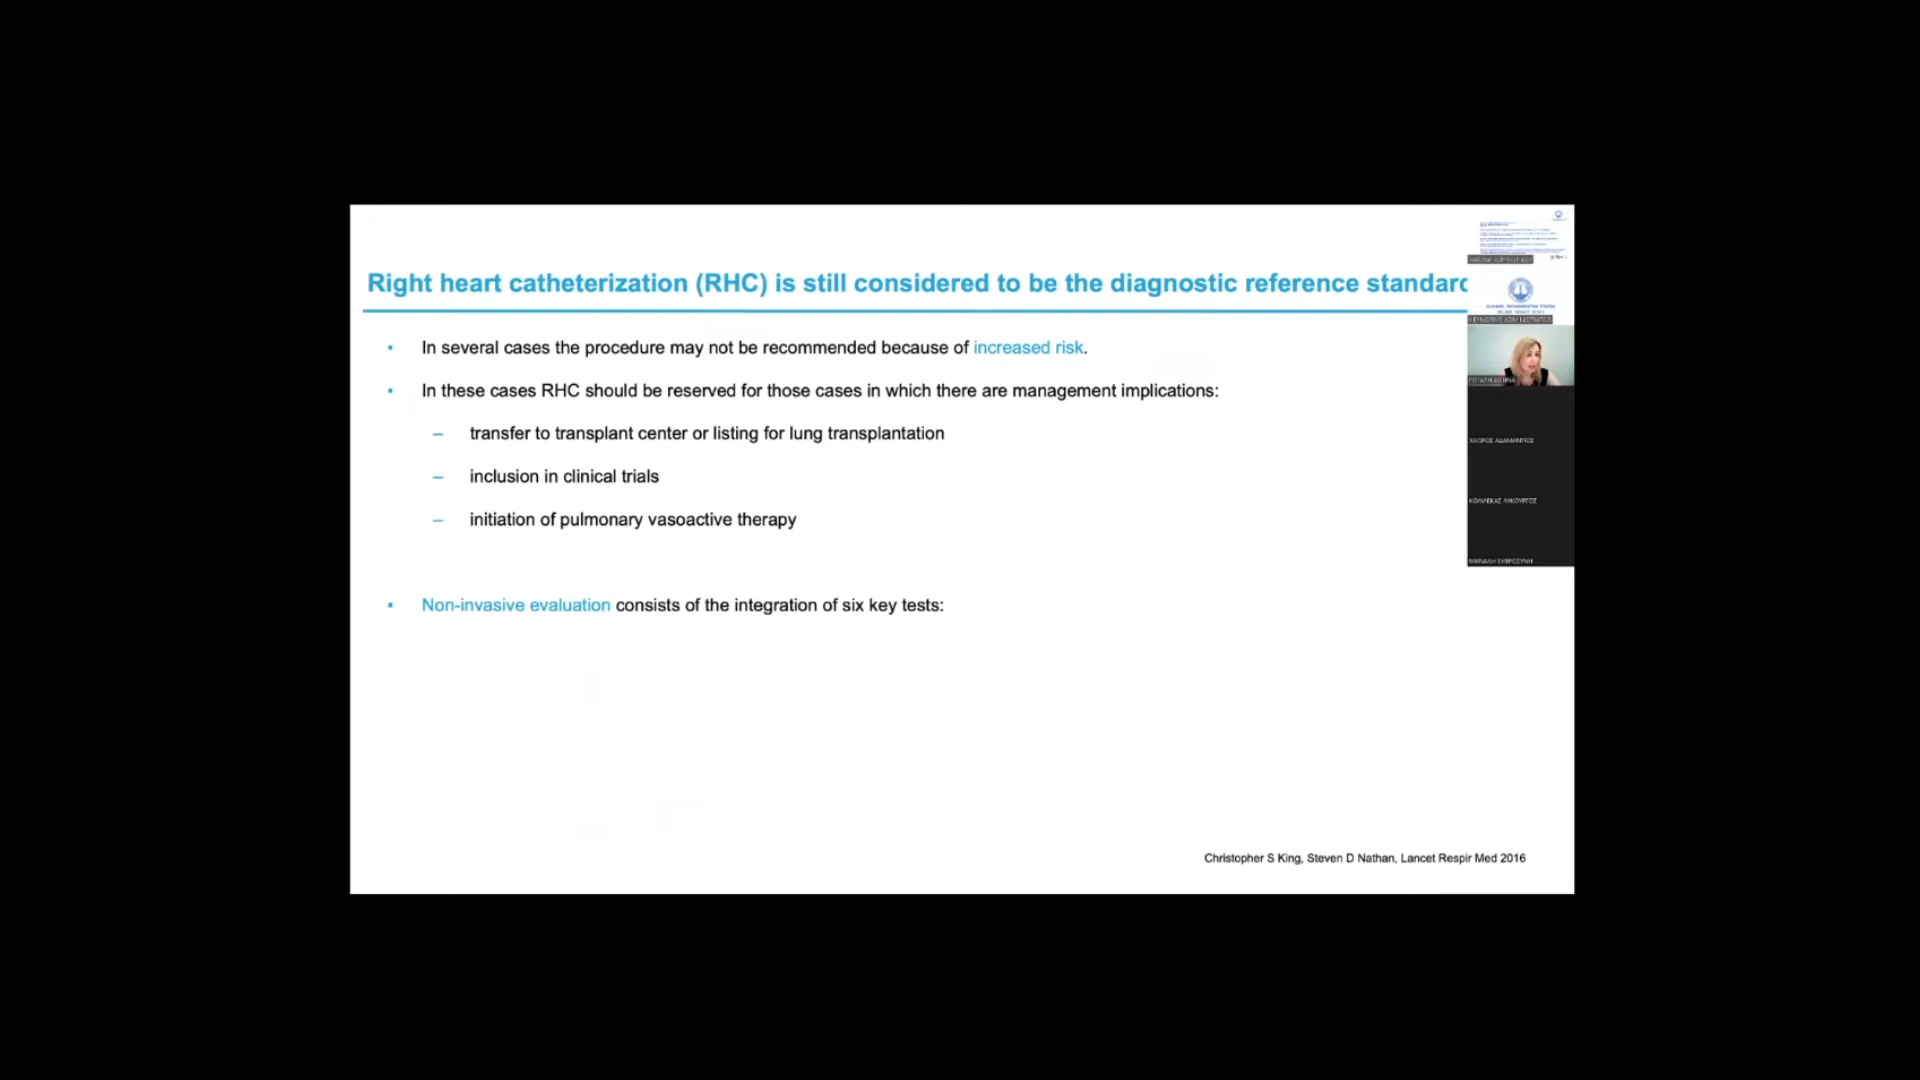 Right heart catheterization (RHC) is still considered to be the diagnostic reference standard
▪ In several cases the procedure may not be recommended because of increased risk.
▪ In these cases RHC should be reserved for those cases in which there are management implications:
– transfer to transplant center or listing for lung transplantation
– inclusion in clinical trials
– initiation of pulmonary vasoactive therapy
▪ Non-invasive evaluation consists of the integration of six key tests:
Christopher S King, Steven D Nathan, Lancet Respir Med 2016
ΑΔΑΜΑΝΤΙΟΣ
ΛΥΚΟΥΡΓΟΣ
ΕΥΦΡΟΣΥΝΗ